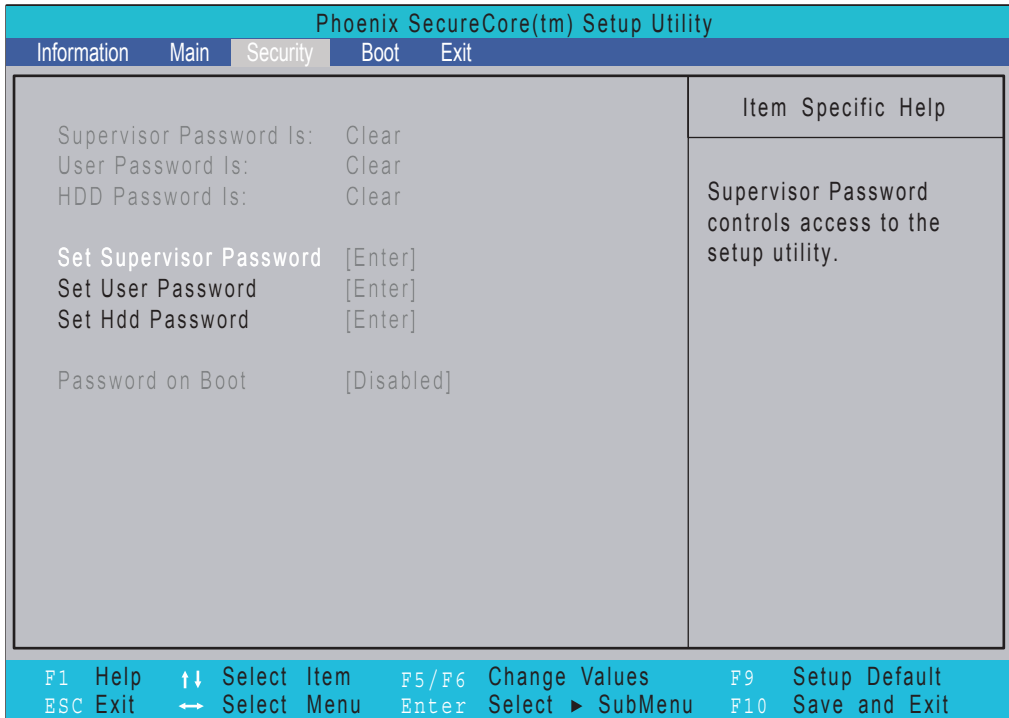 Phoenix SecureCore(tm) Setup Utility
Information Main Security Boot Exit
Item Specific Help
Supervisor Password Is: Clear
User Password Is: Clear
HDD Password Is: Clear
Supervisor Password
controls access to the
setup utility.
Set Supervisor Password [Enter]
Set User Password [Enter]
Set Hdd Password [Enter]
Password on Boot [Disabled]
F1 Help ↑↓ Select Item F5/F6 Change Values F9 Setup Default
ESC Exit ↔ Select Menu Enter Select ► SubMenu F10 Save and Exit